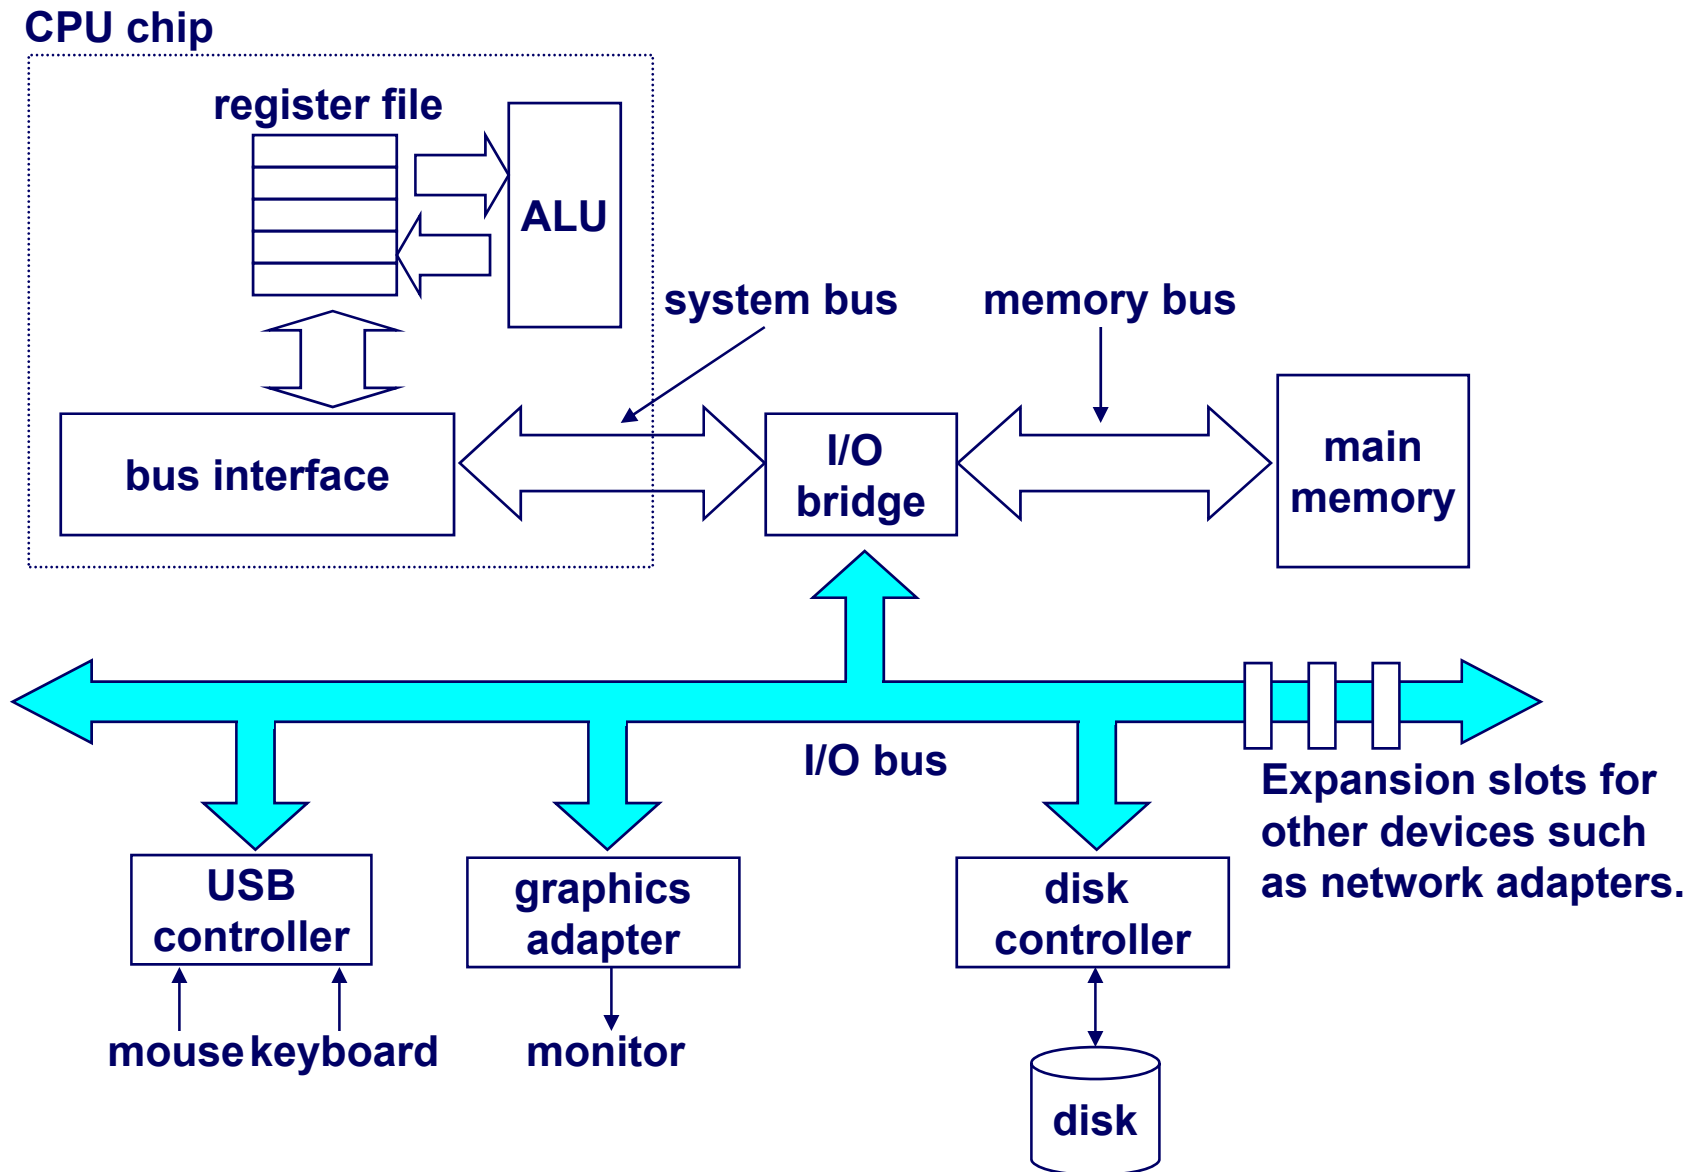 CPU chip
register file
ALU
system bus
memory bus
bus interface
I/O
bridge
main
memory
I/O bus
Expansion slots for
other devices such
as network adapters.
USB
controller
graphics
adapter
disk
controller
mouse keyboard
monitor
disk